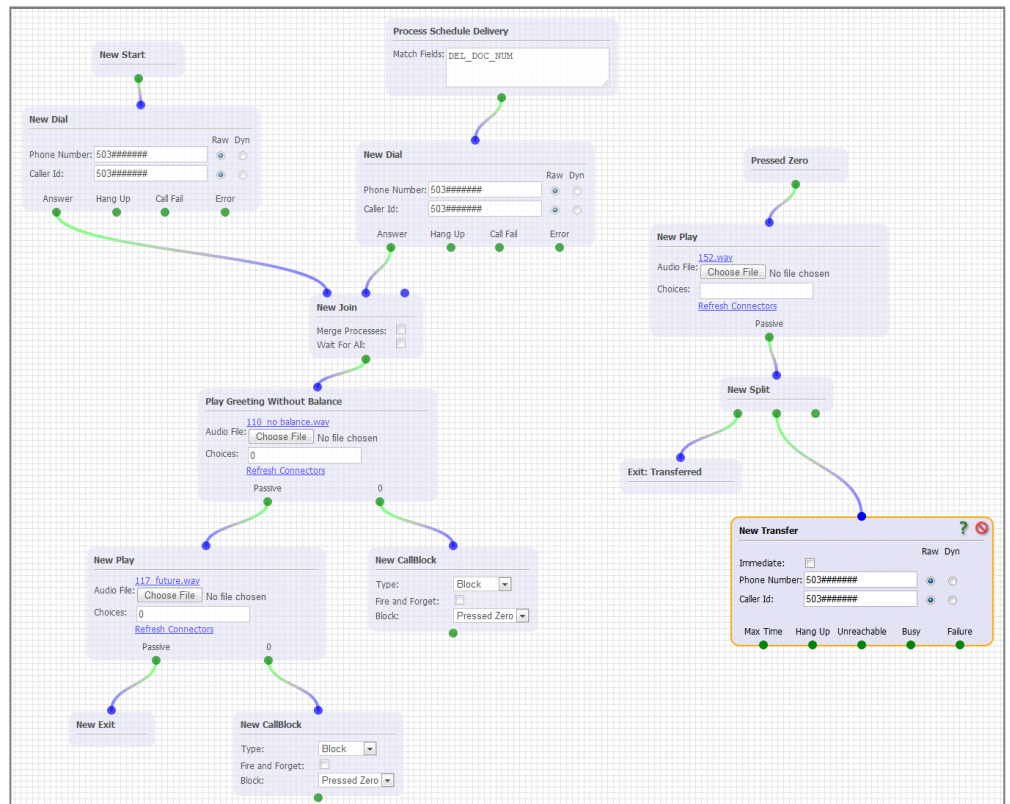 New Start
New Dial
Raw Dyn
Phone Number: 503#######
Caller Id: 503#######
Answer Hang Up Call Fail Error
Process Schedule Delivery
Match Fields: DEL_DOC_NUM
New Dial
Raw Dyn
Phone Number: 503#######
Caller Id: 503#######
Answer Hang Up Call Fail Error
New Join
Merge Processes:
Wait For All:
Play Greeting Without Balance
110_no balance.wav
Audio File: Choose File No file chosen
Choices: 0
Refresh Connectors
Passive 0
New Play
117_future.wav
Audio File: Choose File No file chosen
Choices: 0
Refresh Connectors
Passive 0
New CallBlock
Type: Block
Fire and Forget:
Block: Pressed Zero
New Exit
New CallBlock
Type: Block
Fire and Forget:
Block: Pressed Zero
Pressed Zero
New Play
152.wav
Audio File: Choose File No file chosen
Choices:
Refresh Connectors
Passive
New Split
Exit: Transferred
New Transfer ?
Raw Dyn
Immediate:
Phone Number: 503#######
Caller Id: 503#######
Max Time Hang Up Unreachable Busy Failure